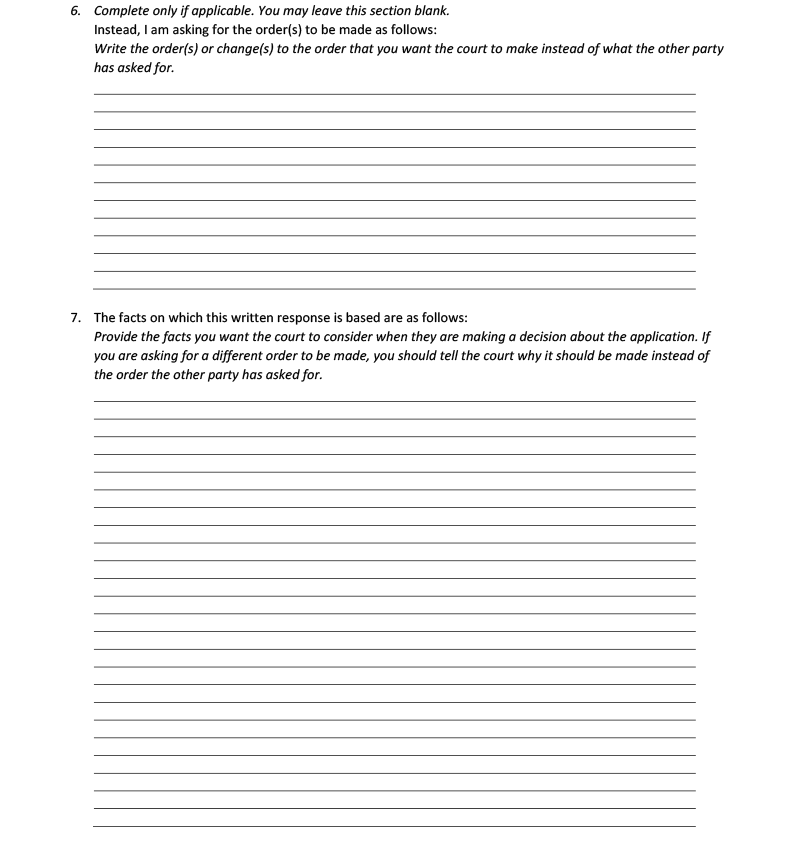 6. Complete only if applicable. You may leave this section blank.
Instead, I am asking for the order(s) to be made as follows:
Write the order(s) or change(s) to the order that you want the court to make instead of what the other party
has asked for.
7. The facts on which this written response is based are as follows:
Provide the facts you want the court to consider when they are making a decision about the application. If
you are asking for a different order to be made, you should tell the court why it should be made instead of
the order the other party has asked for.